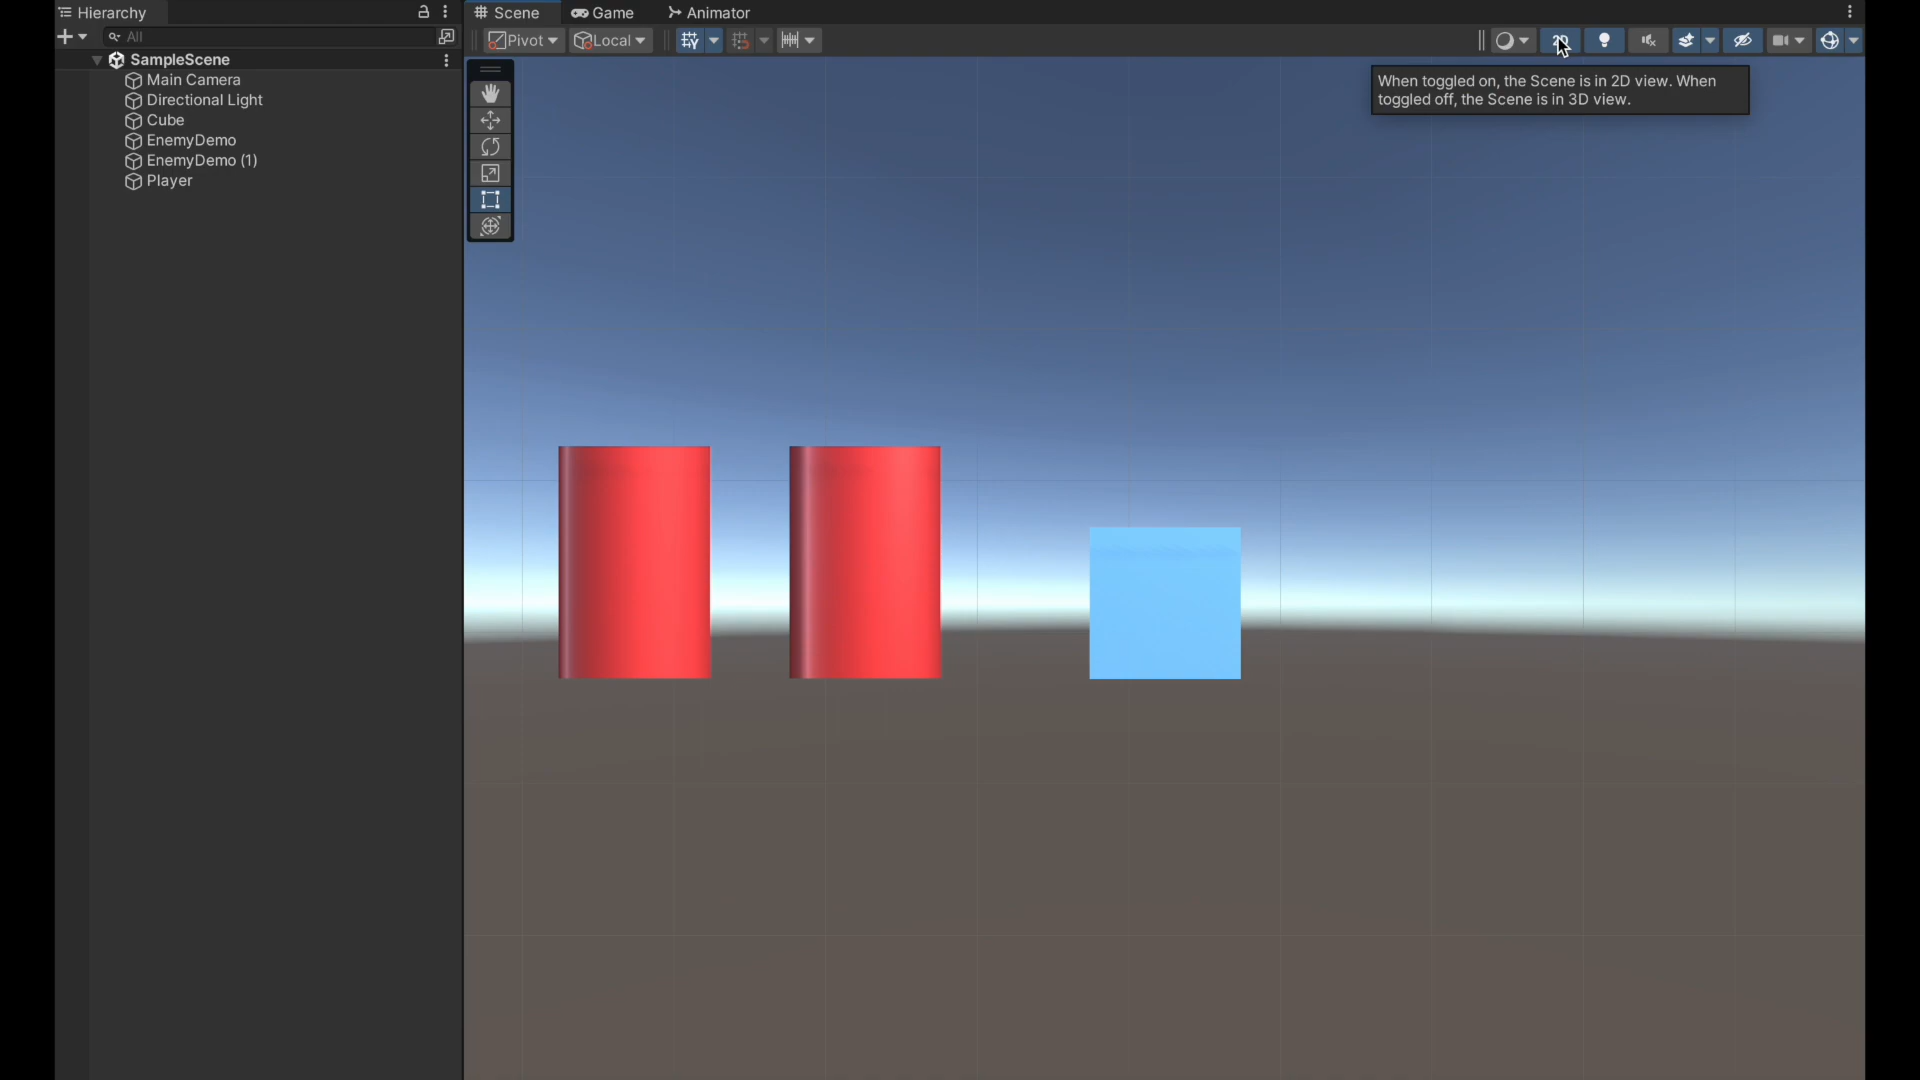 Hierarchy
All
SampleScene
Main Camera
Directional Light
Cube
EnemyDemo
EnemyDemo (1)
Player
Scene Game Animator
Pivot Local
When toggled on, the Scene is in 2D view. When
toggled off, the Scene is in 3D view.